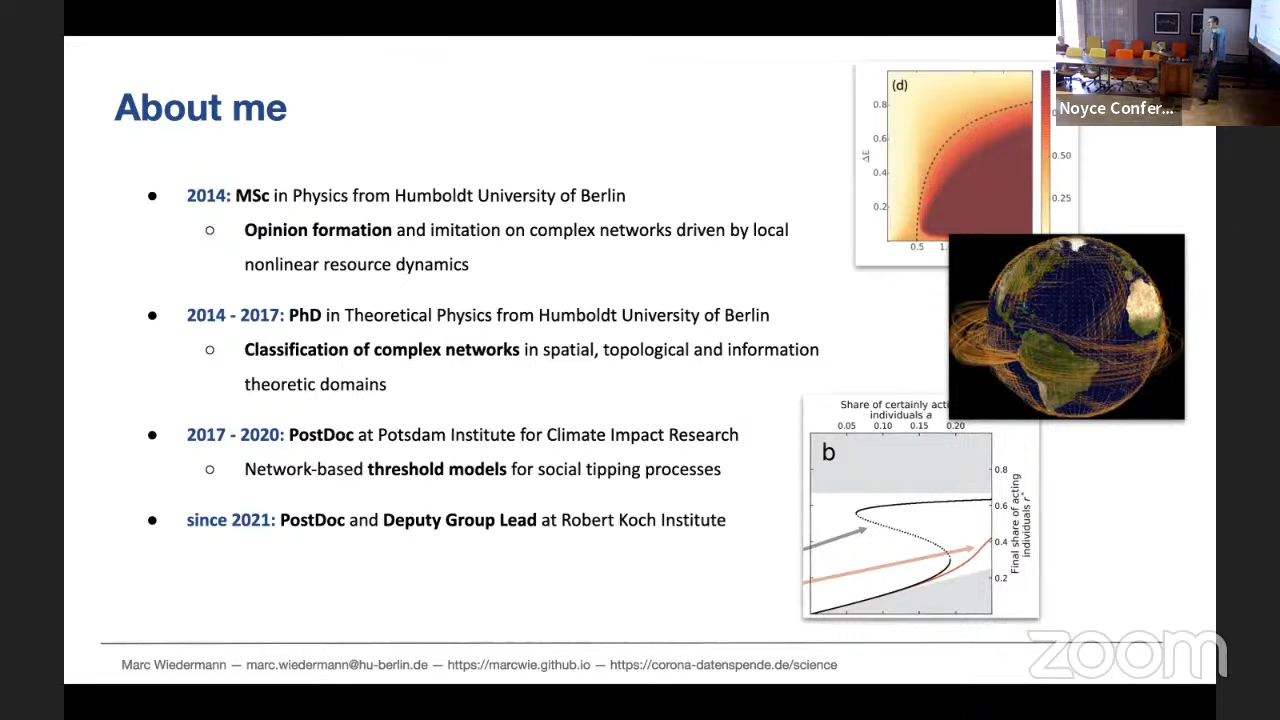 About me
● 2014: MSc in Physics from Humboldt University of Berlin
○ Opinion formation and imitation on complex networks driven by local
nonlinear resource dynamics
● 2014 - 2017: PhD in Theoretical Physics from Humboldt University of Berlin
○ Classification of complex networks in spatial, topological and information
theoretic domains
● 2017 - 2020: PostDoc at Potsdam Institute for Climate Impact Research
○ Network-based threshold models for social tipping processes
● since 2021: PostDoc and Deputy Group Lead at Robert Koch Institute
(d)
ΔE
0.8
0.6
0.4
0.2
0.5
0.50
0.25
Noyce Confer...
Share of certainly acti
individuals a
0.05 0.10 0.15 0.20
b
0.8
0.6
0.4
0.2
Final share of acting
individuals r*
Marc Wiedermann — marc.wiedermann@hu-berlin.de — https://marcwie.github.io — https://corona-datenspende.de/science
zoom